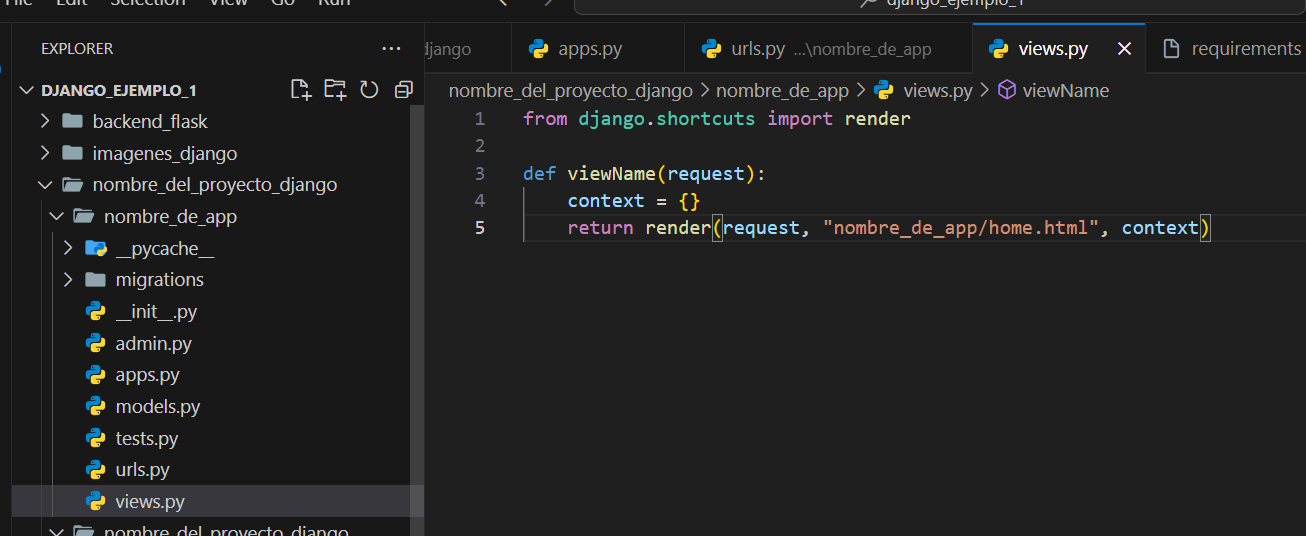 File Edit Selection View Go Run
django_ejemplo_1
EXPLORER
DJANGO_EJEMPLO_1
backend_flask
imagenes_django
nombre_del_proyecto_django
nombre_de_app
__pycache__
migrations
__init__.py
admin.py
apps.py
models.py
tests.py
urls.py
views.py
nombre_del_proyecto_django
django
apps.py
urls.py ...\nombre_de_app
views.py
requirements
nombre_del_proyecto_django > nombre_de_app > views.py > viewName
1 from django.shortcuts import render
2
3 def viewName(request):
4     context = {}
5     return render(request, "nombre_de_app/home.html", context)